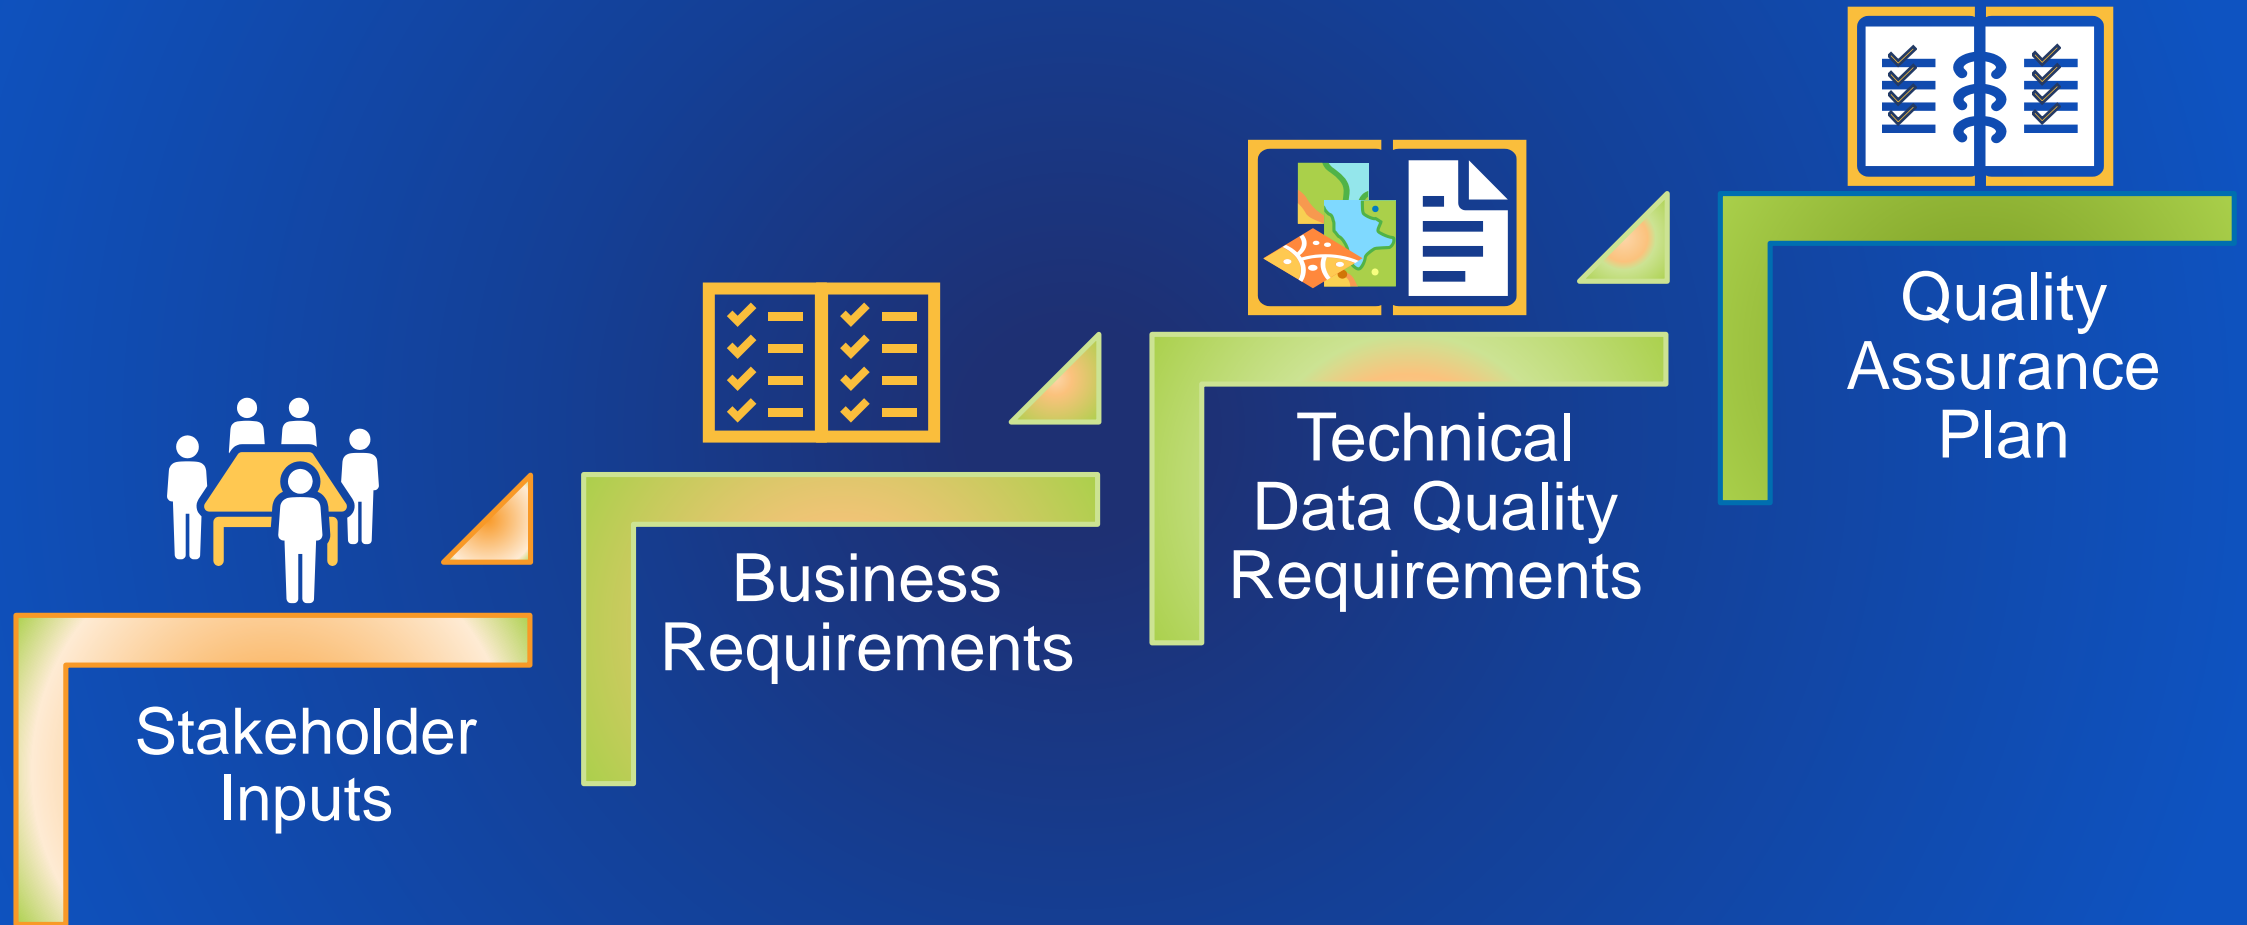 Stakeholder
Inputs
Business
Requirements
Technical
Data Quality
Requirements
Quality
Assurance
Plan